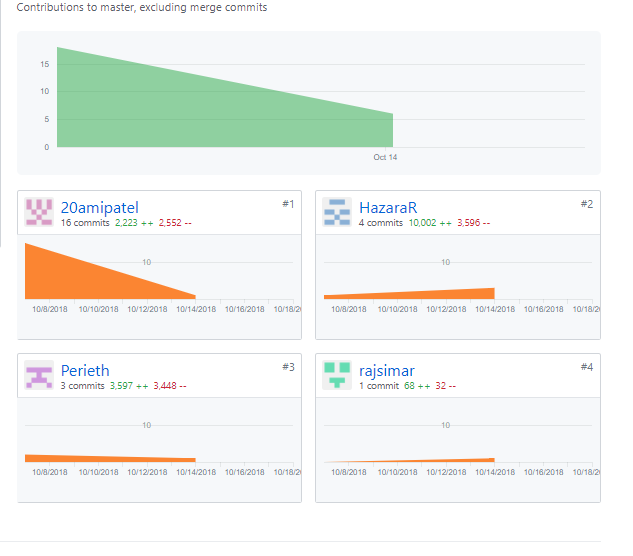 Contributions to master, excluding merge commits
15
10
5
0
Oct 14
20amipatel #1
16 commits 2,223 ++ 2,552 --
10
10/8/2018 10/10/2018 10/12/2018 10/14/2018 10/16/2018 10/18/20
HazaraR #2
4 commits 10,002 ++ 3,596 --
10
10/8/2018 10/10/2018 10/12/2018 10/14/2018 10/16/2018 10/18/20
Perieth #3
3 commits 3,597 ++ 3,448 --
10
10/8/2018 10/10/2018 10/12/2018 10/14/2018 10/16/2018 10/18/20
rajsimar #4
1 commit 68 ++ 32 --
10
10/8/2018 10/10/2018 10/12/2018 10/14/2018 10/16/2018 10/18/20